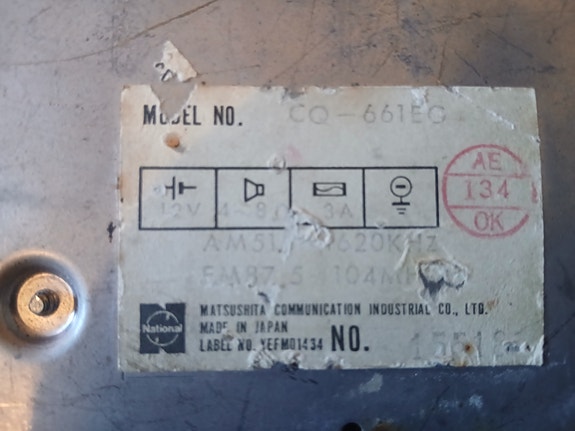 MODEL NO. CQ-661EG
AE
134
OK
12V 4~8Ω 3A
AM51 1620KHz
FM87.5 104MHz
National
MATSUSHITA COMMUNICATION INDUSTRIAL CO., LTD.
MADE IN JAPAN
LABEL NO. YEFM01434 NO.